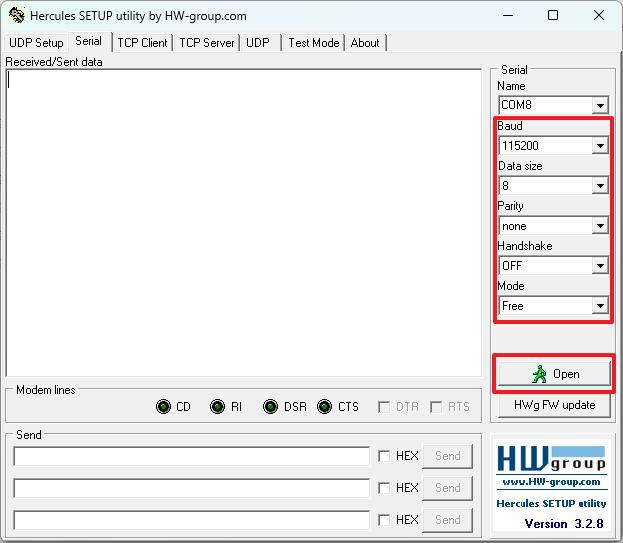 Hercules SETUP utility by HW-group.com
UDP Setup Serial TCP Client TCP Server UDP Test Mode About
Received/Sent data
Serial
Name
COM8
Baud
115200
Data size
8
Parity
none
Handshake
OFF
Mode
Free
Open
HWg FW update
Modem lines
CD RI DSR CTS DTR RTS
Send
HEX Send
HEX Send
HEX Send
HWgroup
www.HW-group.com
Hercules SETUP utility
Version 3.2.8